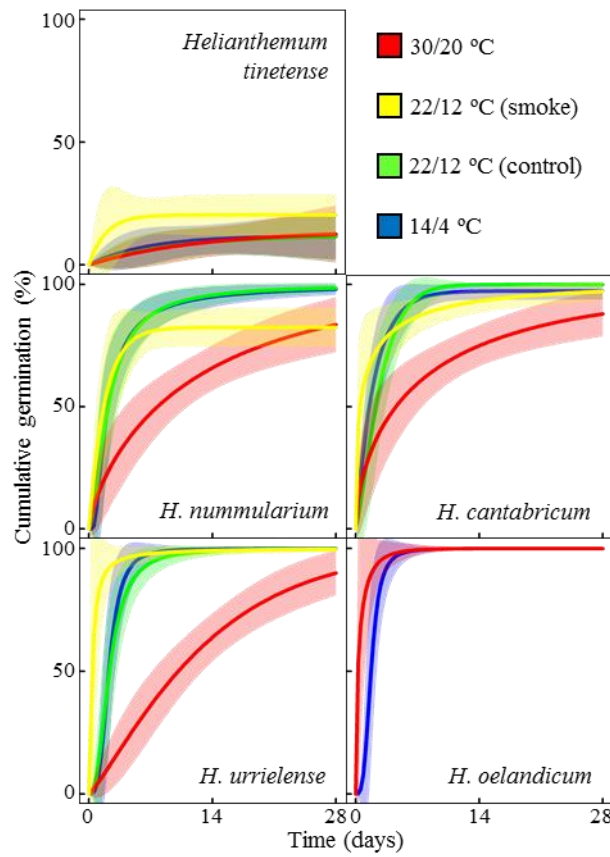 100
Helianthemum
tinetense
50
0
30/20 ºC
22/12 ºC (smoke)
22/12 ºC (control)
14/4 ºC
Cumulative germination (%)
100
50
0
H. nummularium
H. cantabricum
100
50
0
H. urrielense
H. oelandicum
0
14
28
0
14
28
Time (days)